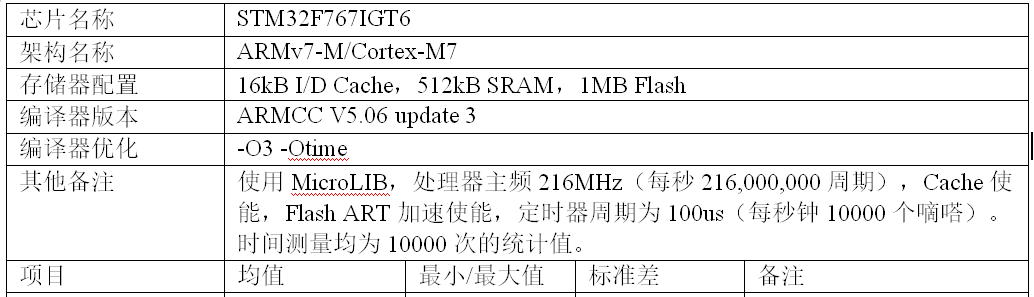 芯片名称 STM32F767IGT6
架构名称 ARMv7-M/Cortex-M7
存储器配置 16kB I/D Cache，512kB SRAM，1MB Flash
编译器版本 ARMCC V5.06 update 3
编译器优化 -O3 -Otime
其他备注 使用 MicroLIB，处理器主频 216MHz（每秒 216,000,000 周期），Cache 使
能，Flash ART 加速使能，定时器周期为 100us（每秒钟 10000 个嘀嗒）。
时间测量均为 10000 次的统计值。
项目 均值 最小/最大值 标准差 备注